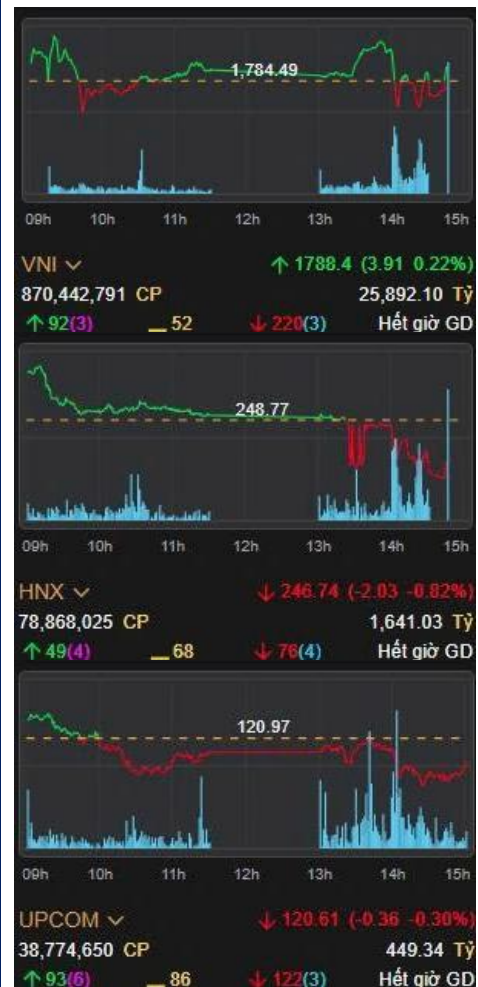 1,784.49
09h 10h 11h 12h 13h 14h 15h
VNI ↑ 1788.4 (3.91 0.22%)
870,442,791 CP 25,892.10 Tỷ
↑ 92(3) 52 ↓ 220(3) Hết giờ GD
248.77
09h 10h 11h 12h 13h 14h 15h
HNX ↓ 246.74 (-2.03 -0.82%)
78,868,025 CP 1,641.03 Tỷ
↑ 49(4) 68 ↓ 76(4) Hết giờ GD
120.97
09h 10h 11h 12h 13h 14h 15h
UPCOM ↓ 120.61 (-0.36 -0.30%)
38,774,650 CP 449.34 Tỷ
↑ 93(6) 86 ↓ 122(3) Hết giờ GD